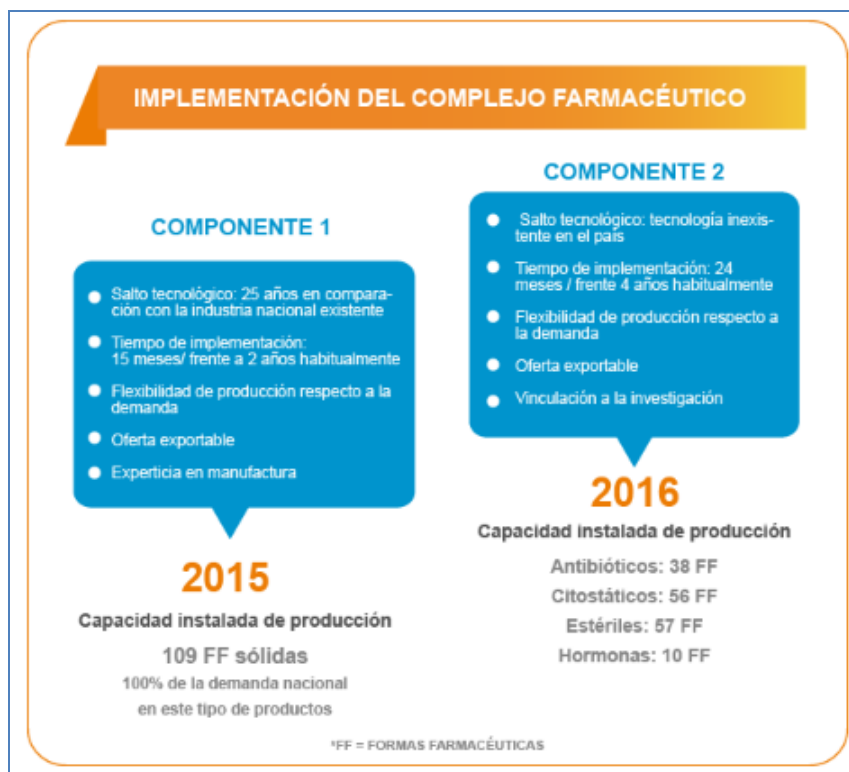 IMPLEMENTACIÓN DEL COMPLEJO FARMACÉUTICO
COMPONENTE 1
Salto tecnológico: 25 años en compara-
ción con la industria nacional existente
Tiempo de implementación:
15 meses/ frente a 2 años habitualmente
Flexibilidad de producción respecto a la
demanda
Oferta exportable
Experticia en manufactura
2015
Capacidad instalada de producción
109 FF sólidas
100% de la demanda nacional
en este tipo de productos
COMPONENTE 2
Salto tecnológico: tecnología inexis-
tente en el país
Tiempo de implementación: 24
meses / frente 4 años habitualmente
Flexibilidad de producción respecto a
la demanda
Oferta exportable
Vinculación a la investigación
2016
Capacidad instalada de producción
Antibióticos: 38 FF
Citostáticos: 56 FF
Estériles: 57 FF
Hormonas: 10 FF
*FF = FORMAS FARMACÉUTICAS